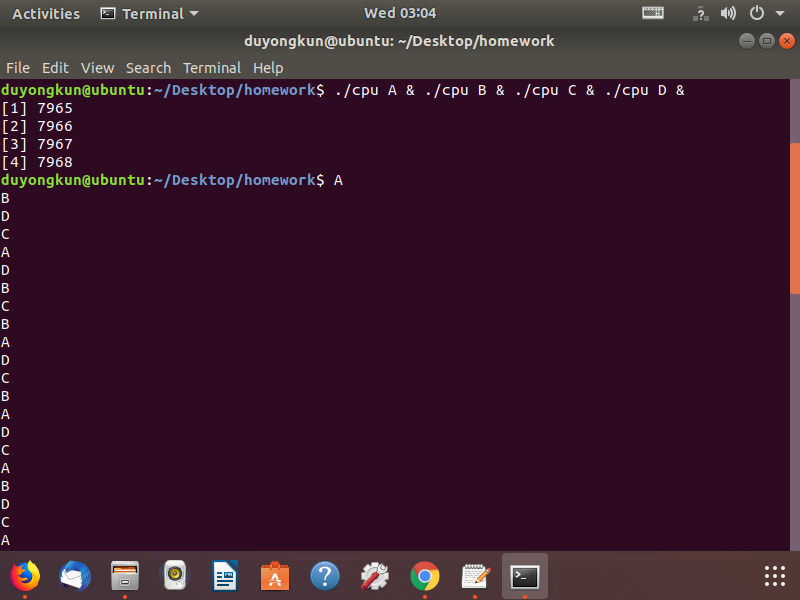 Activities Terminal Wed 03:04
duyongkun@ubuntu: ~/Desktop/homework
File Edit View Search Terminal Help
duyongkun@ubuntu:~/Desktop/homework$ ./cpu A & ./cpu B & ./cpu C & ./cpu D &
[1] 7965
[2] 7966
[3] 7967
[4] 7968
duyongkun@ubuntu:~/Desktop/homework$ A
B
D
C
A
D
B
C
B
A
D
C
B
A
D
C
A
B
D
C
A